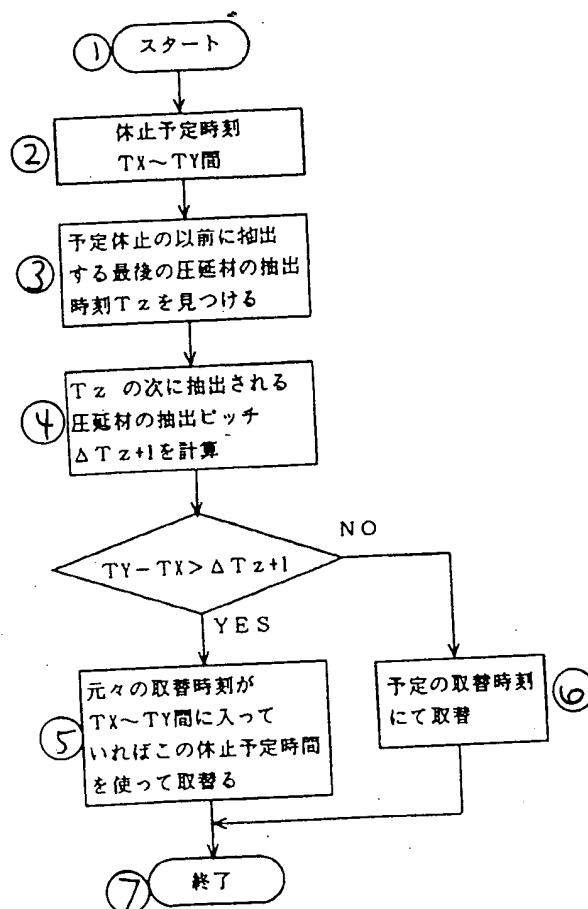 ① スタート
② 休止予定時刻
TX～TY間
予定休止の以前に抽出
③ する最後の圧延材の抽出
時刻Tzを見つける
Tz の次に抽出される
④ 圧延材の抽出ピッチ
ΔTz+1を計算
NO
TY－TX＞ΔTz+1
YES
元々の取替時刻が
TX～TY間に入って
⑤ いればこの休止予定時間
を使って取替る
予定の取替時刻 ⑥
にて取替
⑦ 終了